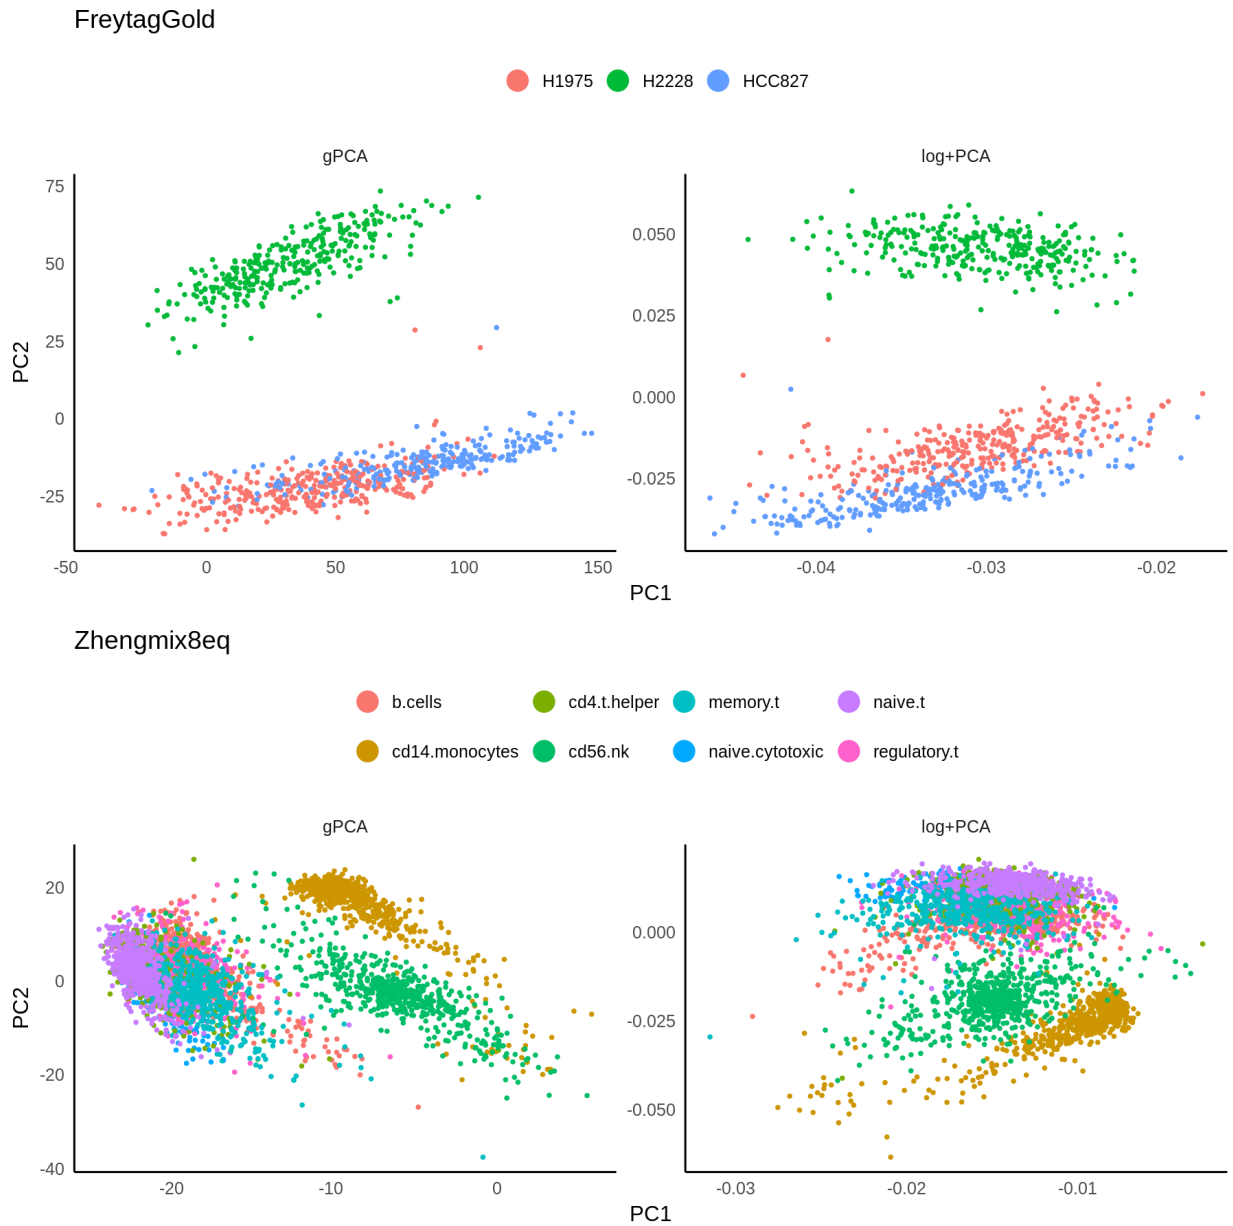 FreytagGold
H1975 H2228 HCC827
gPCA log+PCA
75
50
25
0
-25
0.050
0.025
0.000
-0.025
PC2
-50 0 50 100 150 -0.04 -0.03 -0.02
PC1
Zhengmix8eq
b.cells cd4.t.helper memory.t naive.t
cd14.monocytes cd56.nk naive.cytotoxic regulatory.t
gPCA log+PCA
20
0
-20
-40
0.000
-0.025
-0.050
PC2
-20 -10 0 -0.03 -0.02 -0.01
PC1